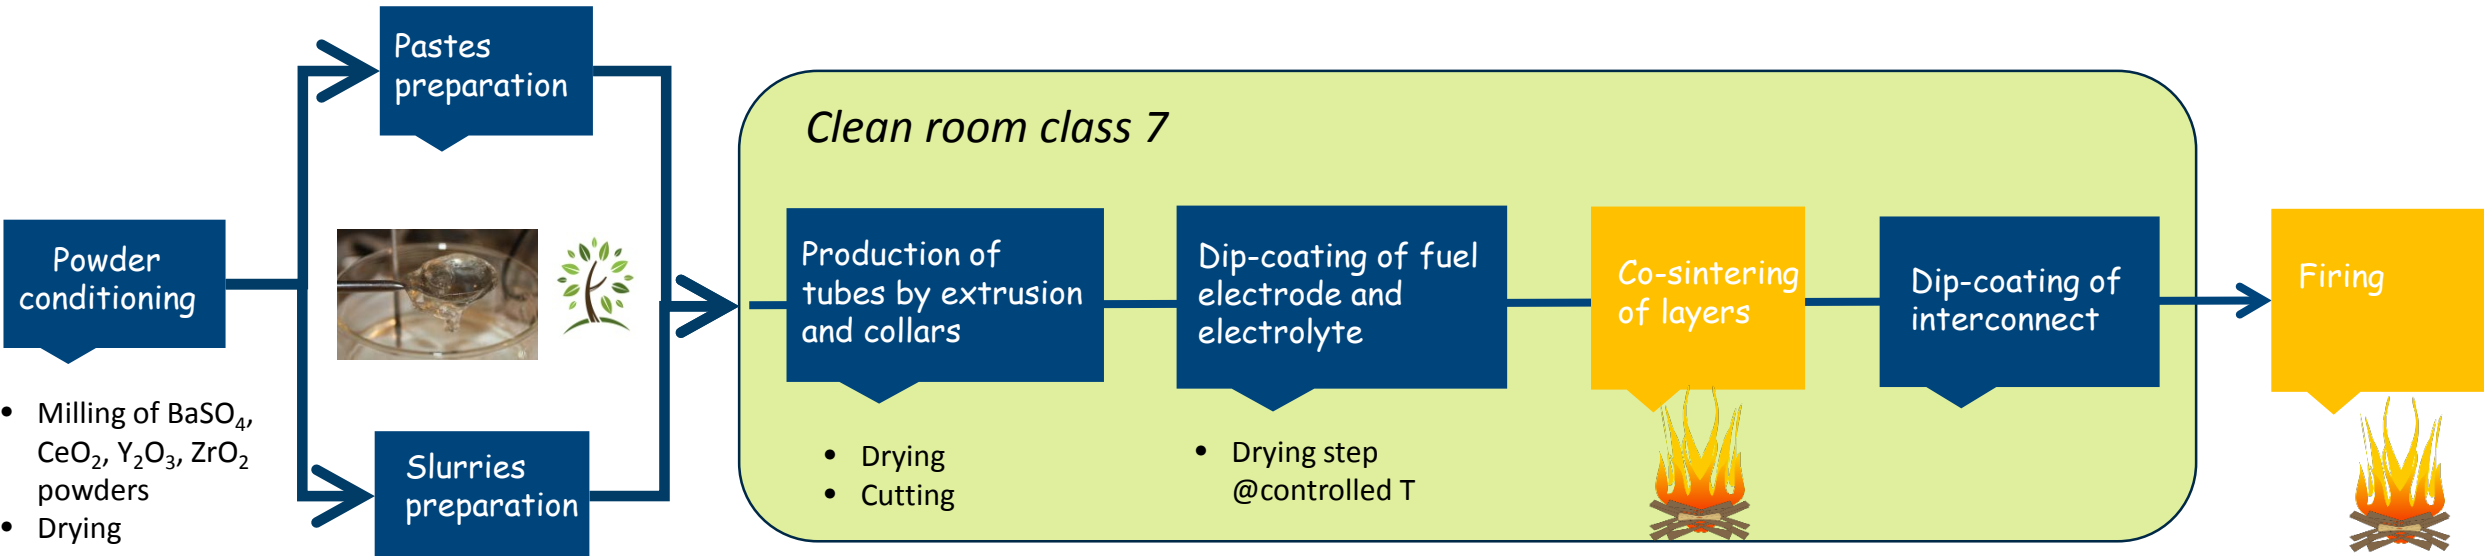 Pastes
preparation
Clean room class 7
Powder
conditioning
Production of
tubes by extrusion
and collars
Dip-coating of fuel
electrode and
electrolyte
Co-sintering
of layers
Dip-coating of
interconnect
Firing
• Milling of BaSO₄,
CeO₂, Y₂O₃, ZrO₂
powders
• Drying
Slurries
preparation
• Drying
• Cutting
• Drying step
@controlled T